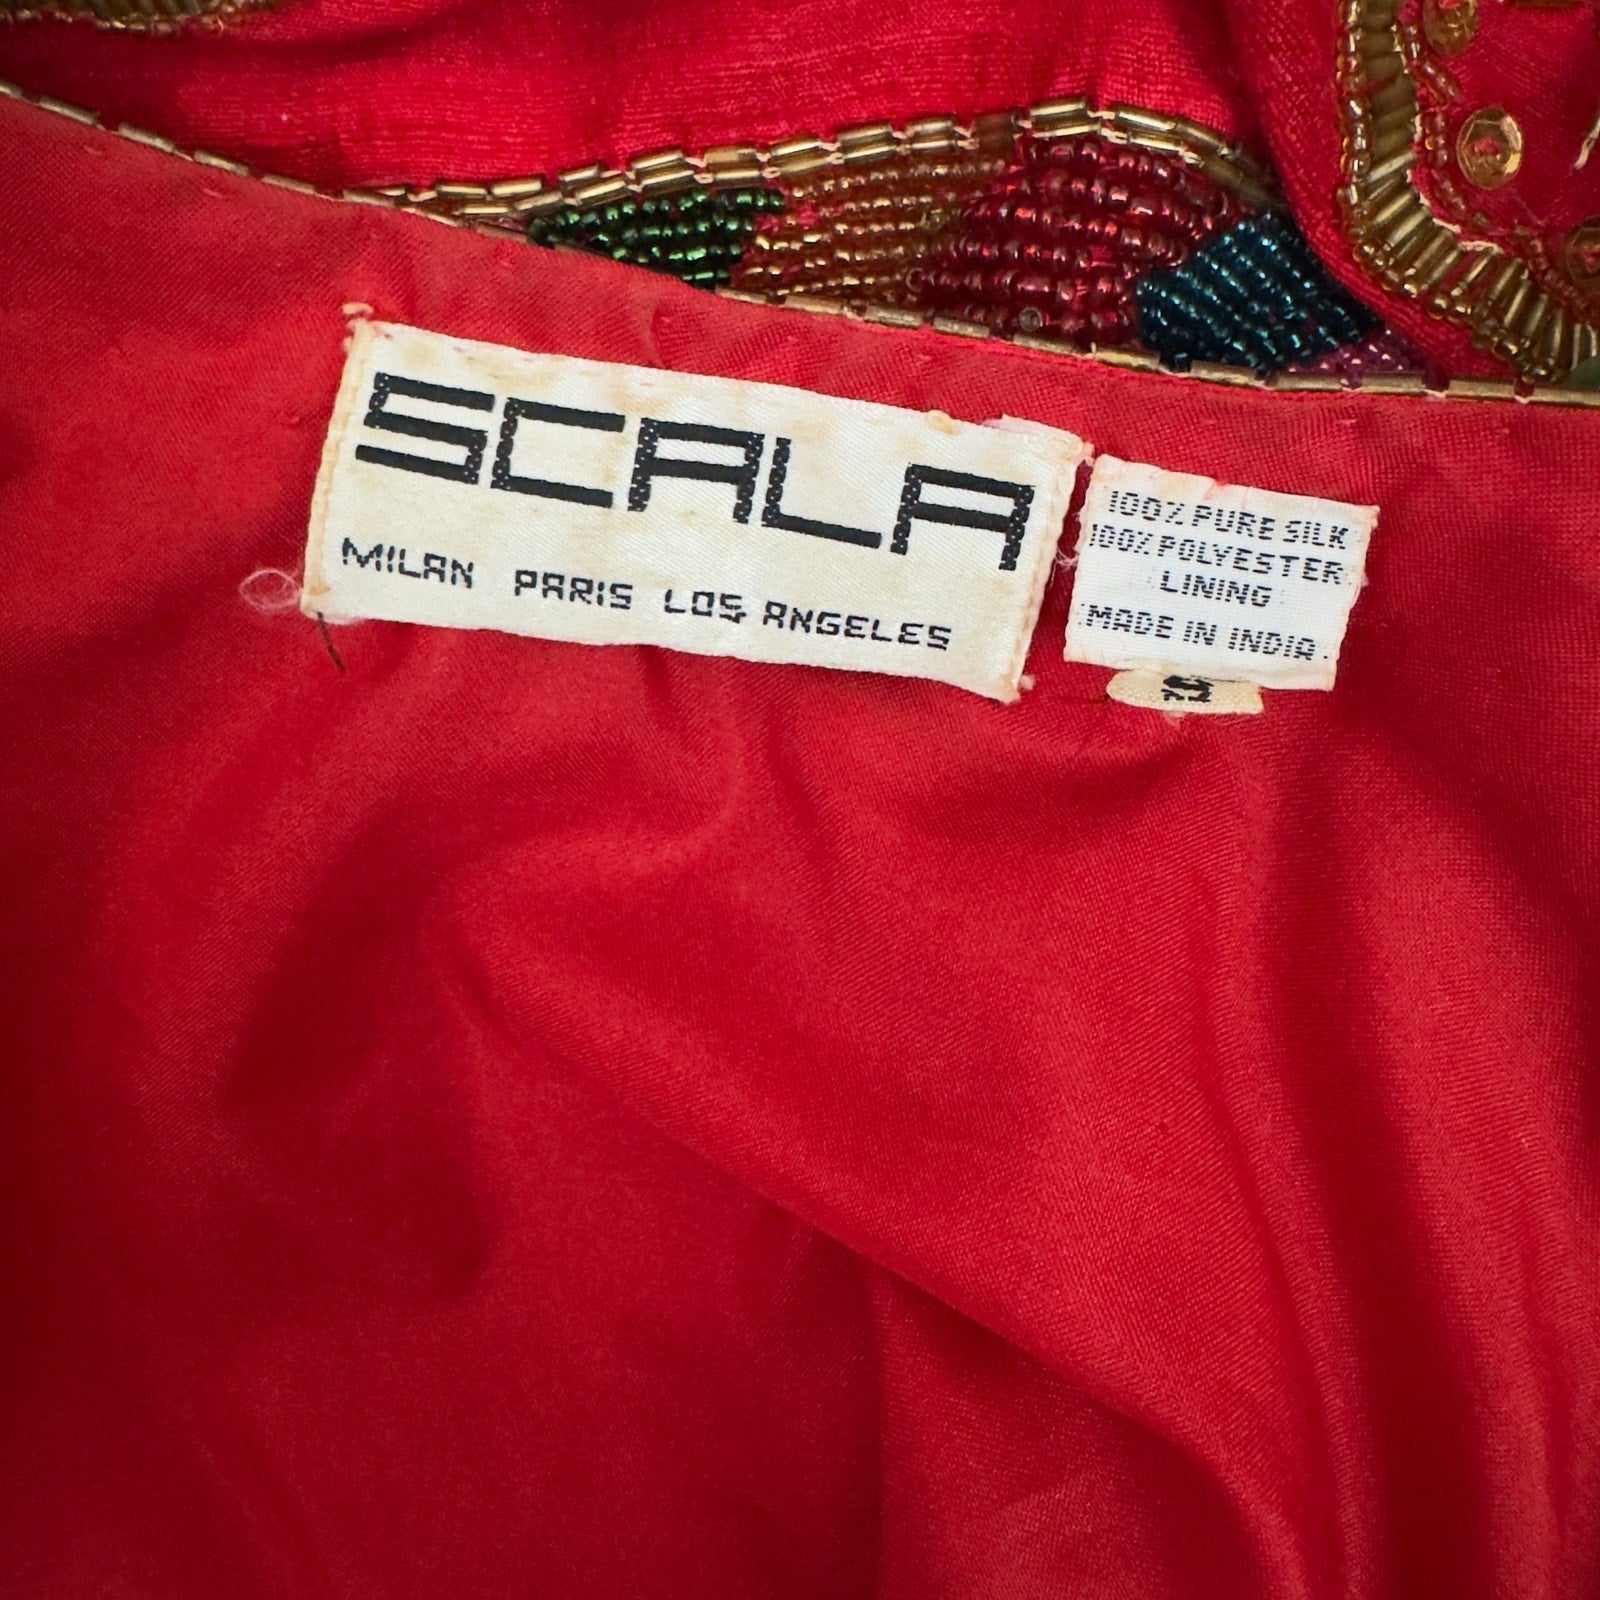 SCALA
MILAN PARIS LOS ANGELES
100% PURE SILK
100% POLYESTER
LINING
MADE IN INDIA